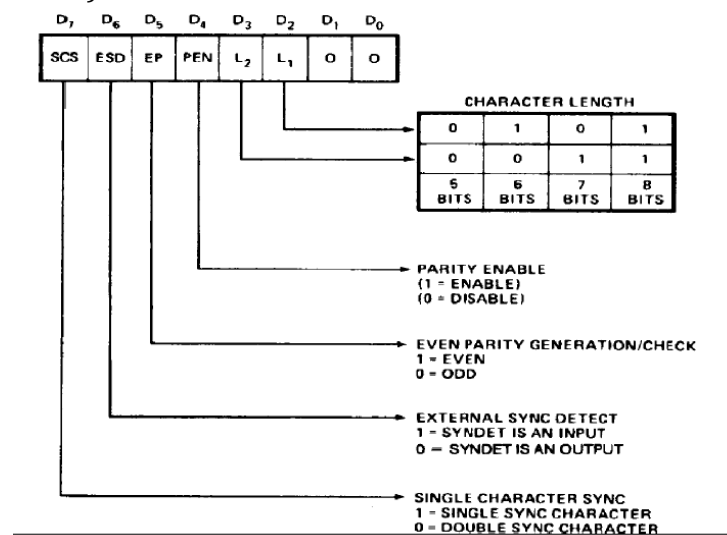 D7 D6 D5 D4 D3 D2 D1 D0
SCS ESD EP PEN L2 L1 0 0
CHARACTER LENGTH
0 1 0 1
0 0 1 1
5 6 7 8
BITS BITS BITS BITS
PARITY ENABLE
(1 = ENABLE)
(0 = DISABLE)
EVEN PARITY GENERATION/CHECK
1 = EVEN
0 = ODD
EXTERNAL SYNC DETECT
1 = SYNDET IS AN INPUT
0 = SYNDET IS AN OUTPUT
SINGLE CHARACTER SYNC
1 = SINGLE SYNC CHARACTER
0 = DOUBLE SYNC CHARACTER